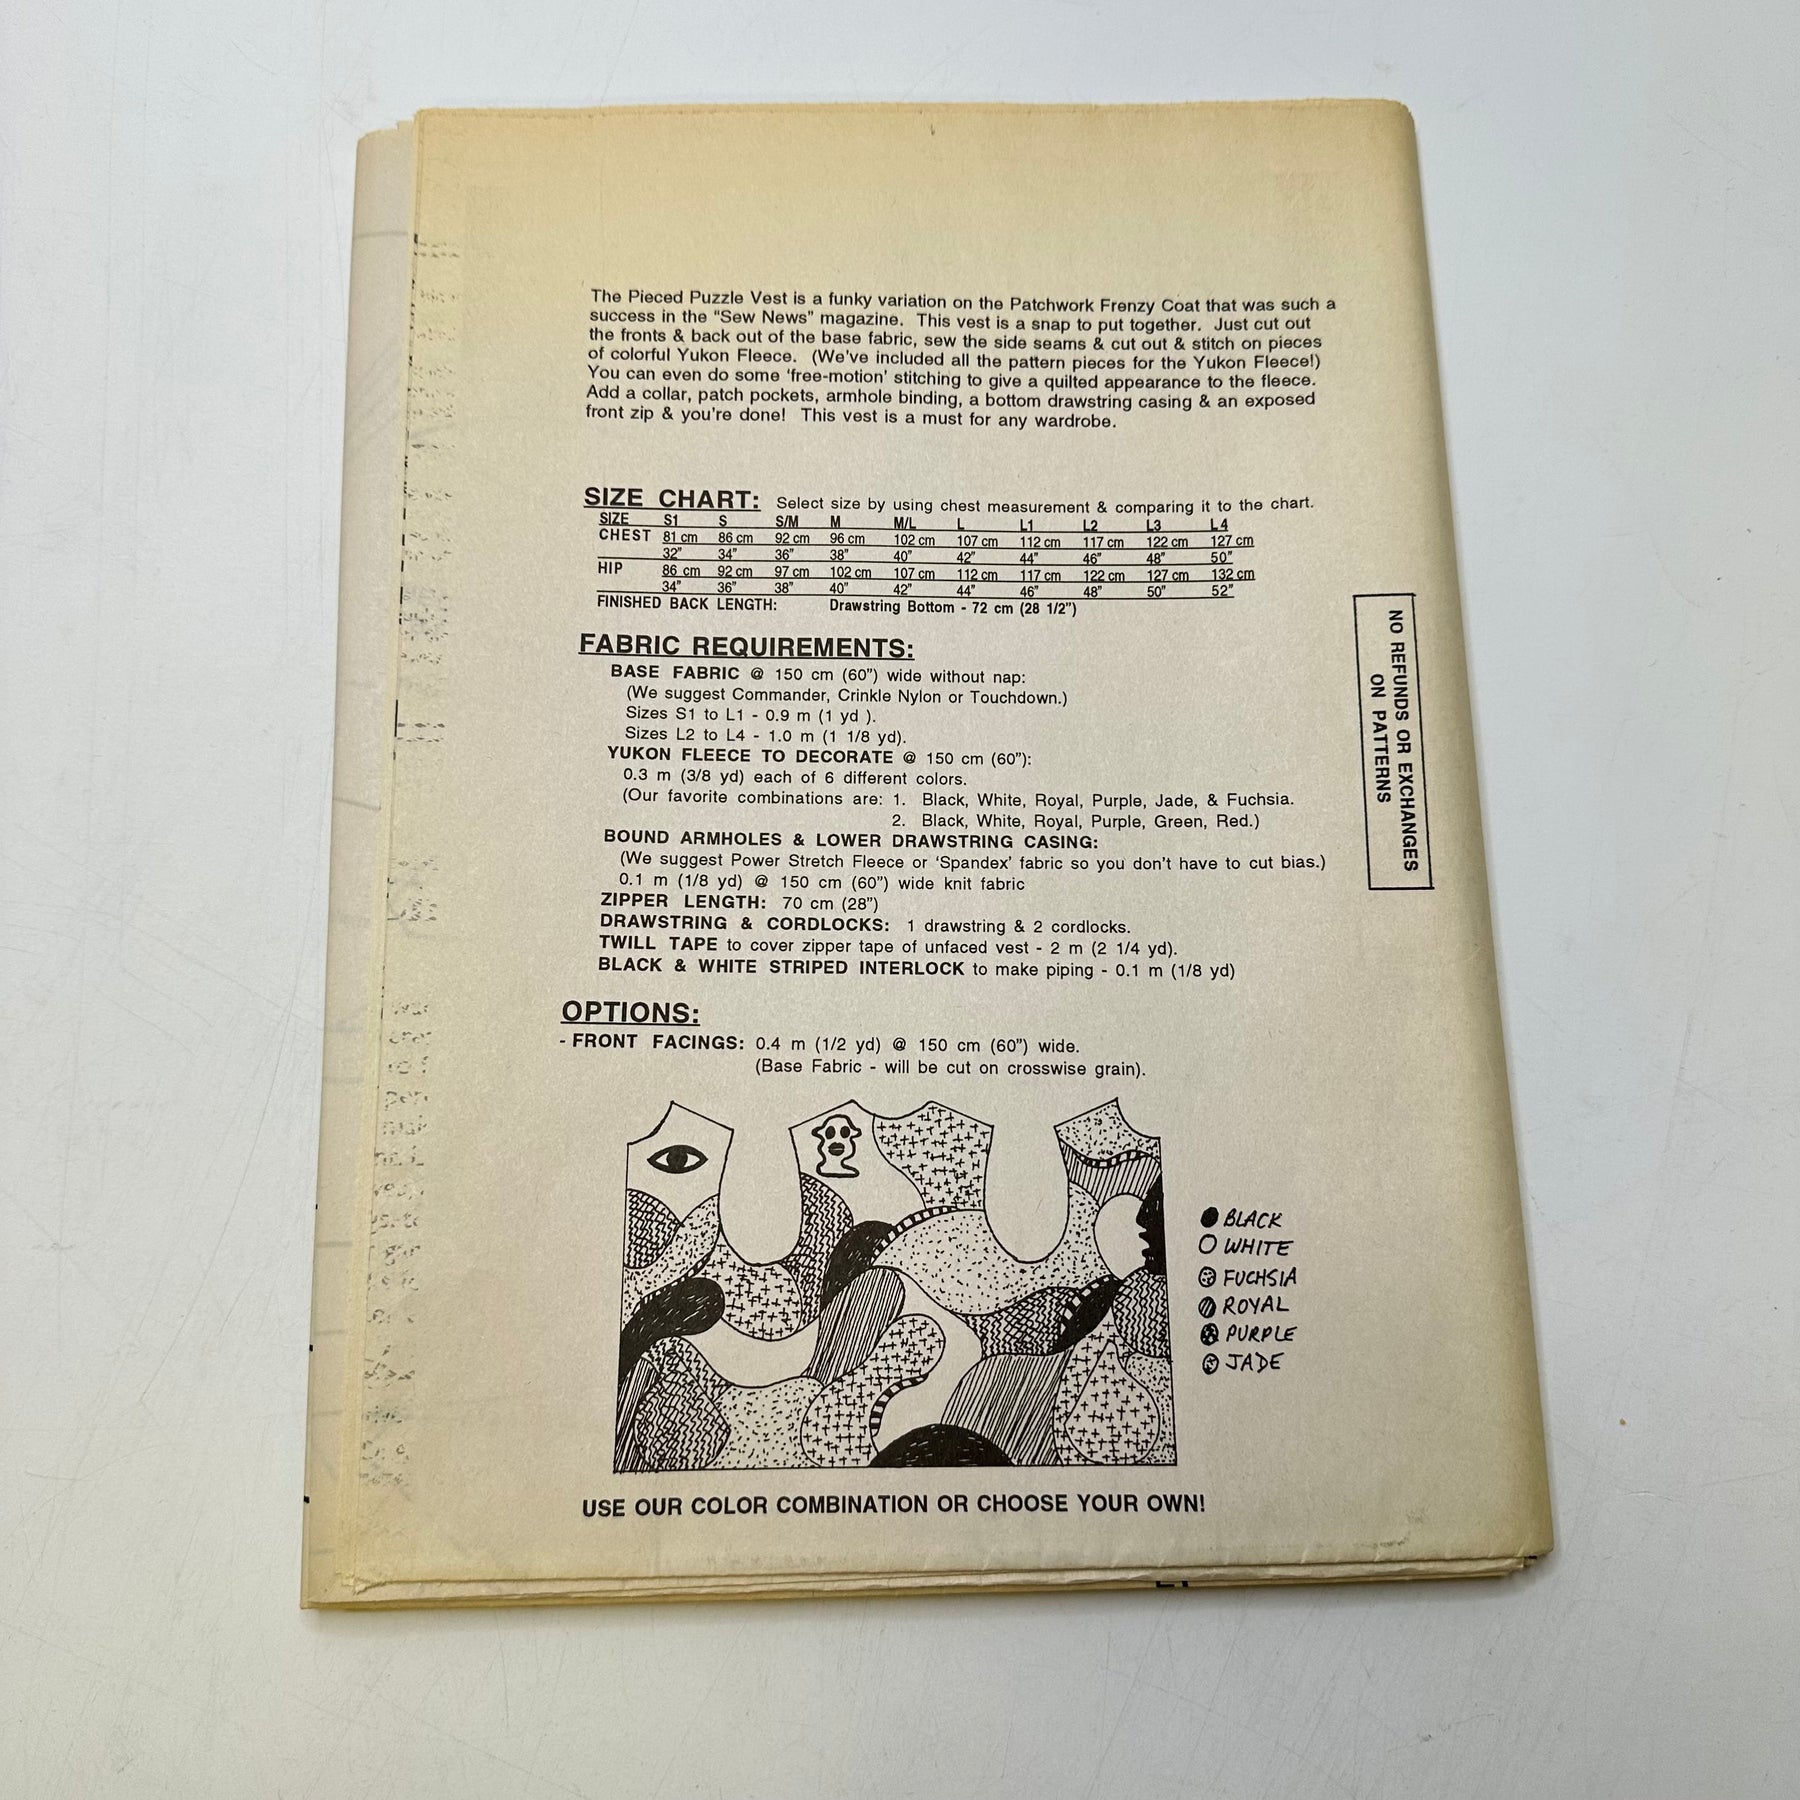 The Pieced Puzzle Vest is a funky variation on the Patchwork Frenzy Coat that was such a
success in the "Sew News" magazine. This vest is a snap to put together. Just cut out
the fronts & back out of the base fabric, sew the side seams & cut out & stitch on pieces
of colorful Yukon Fleece. (We've included all the pattern pieces for the Yukon Fleece!)
You can even do some 'free-motion' stitching to give a quilted appearance to the fleece.
Add a collar, patch pockets, armhole binding, a bottom drawstring casing & an exposed
front zip & you're done! This vest is a must for any wardrobe.
SIZE CHART: Select size by using chest measurement & comparing it to the chart.
SIZE S1 S S/M M M/L L L1 L2 L3 L4
CHEST 81 cm 86 cm 92 cm 96 cm 102 cm 107 cm 112 cm 117 cm 122 cm 127 cm
32" 34" 36" 38" 40" 42" 44" 46" 48" 50"
HIP 86 cm 92 cm 97 cm 102 cm 107 cm 112 cm 117 cm 122 cm 127 cm 132 cm
34" 36" 38" 40" 42" 44" 46" 48" 50" 52"
FINISHED BACK LENGTH: Drawstring Bottom - 72 cm (28 1/2")
FABRIC REQUIREMENTS:
BASE FABRIC @ 150 cm (60") wide without nap:
(We suggest Commander, Crinkle Nylon or Touchdown.)
Sizes S1 to L1 - 0.9 m (1 yd ).
Sizes L2 to L4 - 1.0 m (1 1/8 yd).
YUKON FLEECE TO DECORATE @ 150 cm (60"):
0.3 m (3/8 yd) each of 6 different colors.
(Our favorite combinations are: 1. Black, White, Royal, Purple, Jade, & Fuchsia.
2. Black, White, Royal, Purple, Green, Red.)
BOUND ARMHOLES & LOWER DRAWSTRING CASING:
(We suggest Power Stretch Fleece or 'Spandex' fabric so you don't have to cut bias.)
0.1 m (1/8 yd) @ 150 cm (60") wide knit fabric
ZIPPER LENGTH: 70 cm (28")
DRAWSTRING & CORDLOCKS: 1 drawstring & 2 cordlocks.
TWILL TAPE to cover zipper tape of unfaced vest - 2 m (2 1/4 yd).
BLACK & WHITE STRIPED INTERLOCK to make piping - 0.1 m (1/8 yd)
OPTIONS:
- FRONT FACINGS: 0.4 m (1/2 yd) @ 150 cm (60") wide.
(Base Fabric - will be cut on crosswise grain).
BLACK
WHITE
FUCHSIA
ROYAL
PURPLE
JADE
USE OUR COLOR COMBINATION OR CHOOSE YOUR OWN!
NO REFUNDS OR EXCHANGES
ON PATTERNS